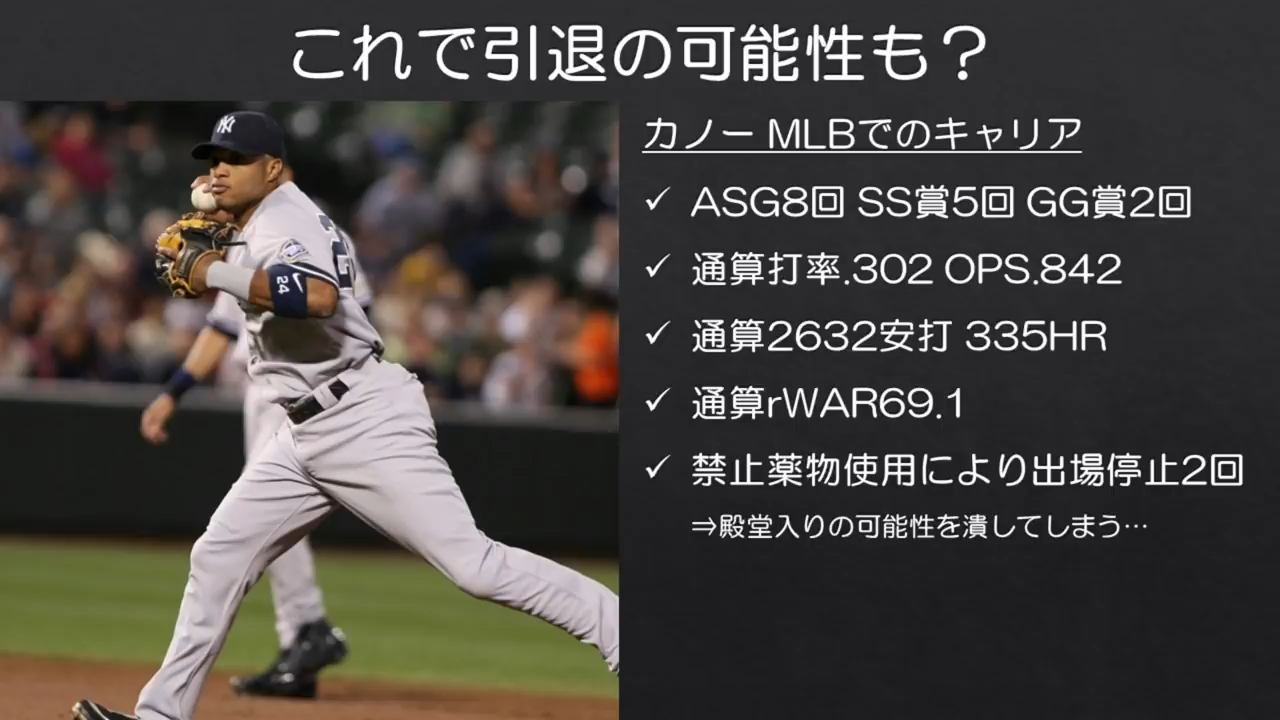 これで引退の可能性も？
カノー MLBでのキャリア
✓ ASG8回 SS賞5回 GG賞2回
✓ 通算打率.302 OPS.842
✓ 通算2632安打 335HR
✓ 通算rWAR69.1
✓ 禁止薬物使用により出場停止2回
⇒殿堂入りの可能性を潰してしまう…
NY
24
2